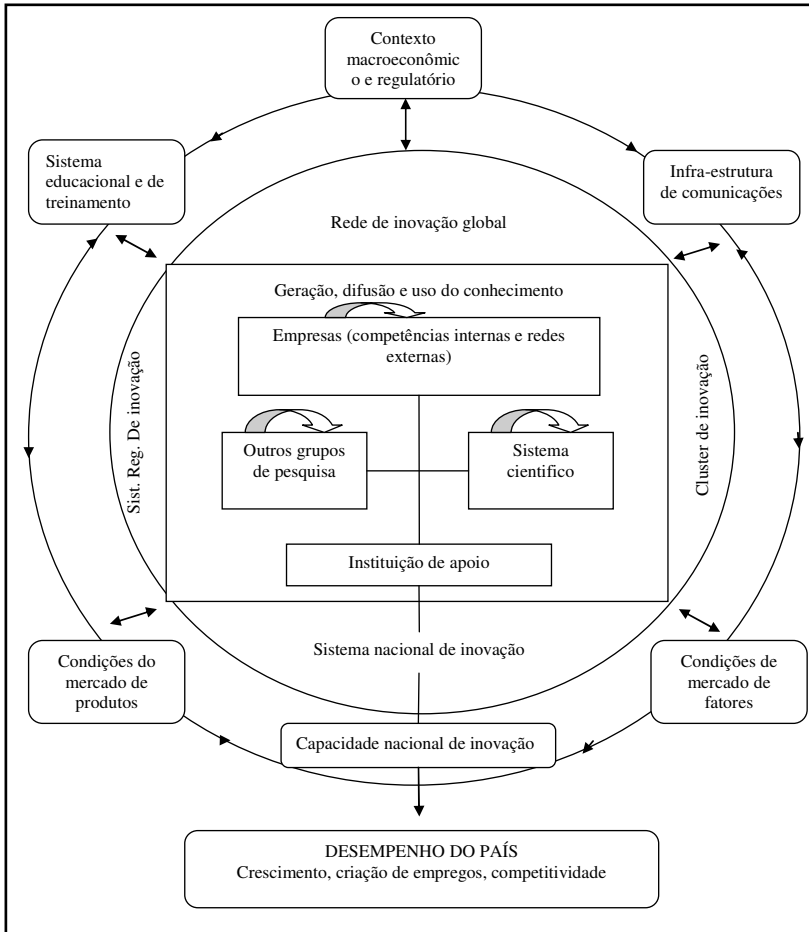 Contexto
macroeconômic
o e regulatório
Sistema
educacional e de
treinamento
Infra-estrutura
de comunicações
Rede de inovação global
Geração, difusão e uso do conhecimento
Empresas (competências internas e redes
externas)
Sist. Reg. De inovação
Cluster de inovação
Outros grupos
de pesquisa
Sistema
cientifico
Instituição de apoio
Sistema nacional de inovação
Condições do
mercado de
produtos
Condições de
mercado de
fatores
Capacidade nacional de inovação
DESEMPENHO DO PAÍS
Crescimento, criação de empregos, competitividade